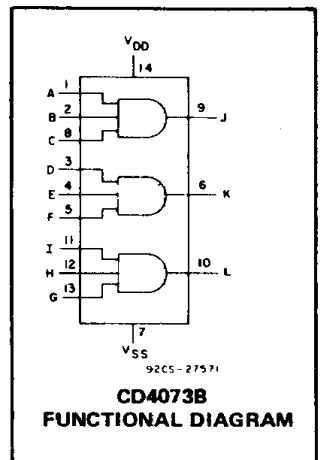 VDD
14
A 1
B 2
C 8
9 J
D 3
E 4
F 5
6 K
I 11
H 12
G 13
10 L
7
VSS
92CS-27571
CD4073B
FUNCTIONAL DIAGRAM